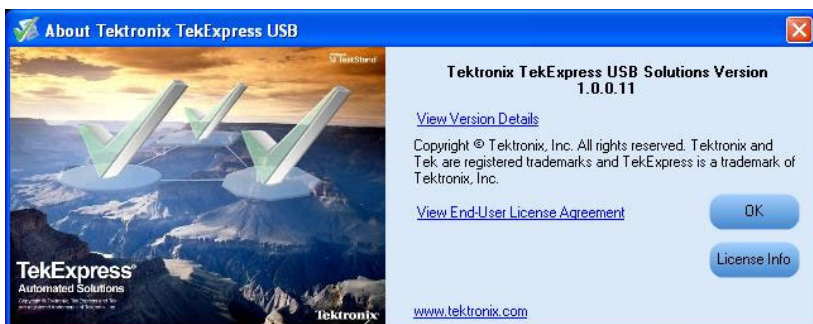 About Tektronix TekExpress USB
TestStand
Tektronix TekExpress USB Solutions Version
1.0.0.11
View Version Details
Copyright © Tektronix, Inc. All rights reserved. Tektronix and
Tek are registered trademarks and TekExpress is a trademark of
Tektronix, Inc.
View End-User License Agreement
OK
License Info
TekExpress®
Automated Solutions
Tektronix
www.tektronix.com